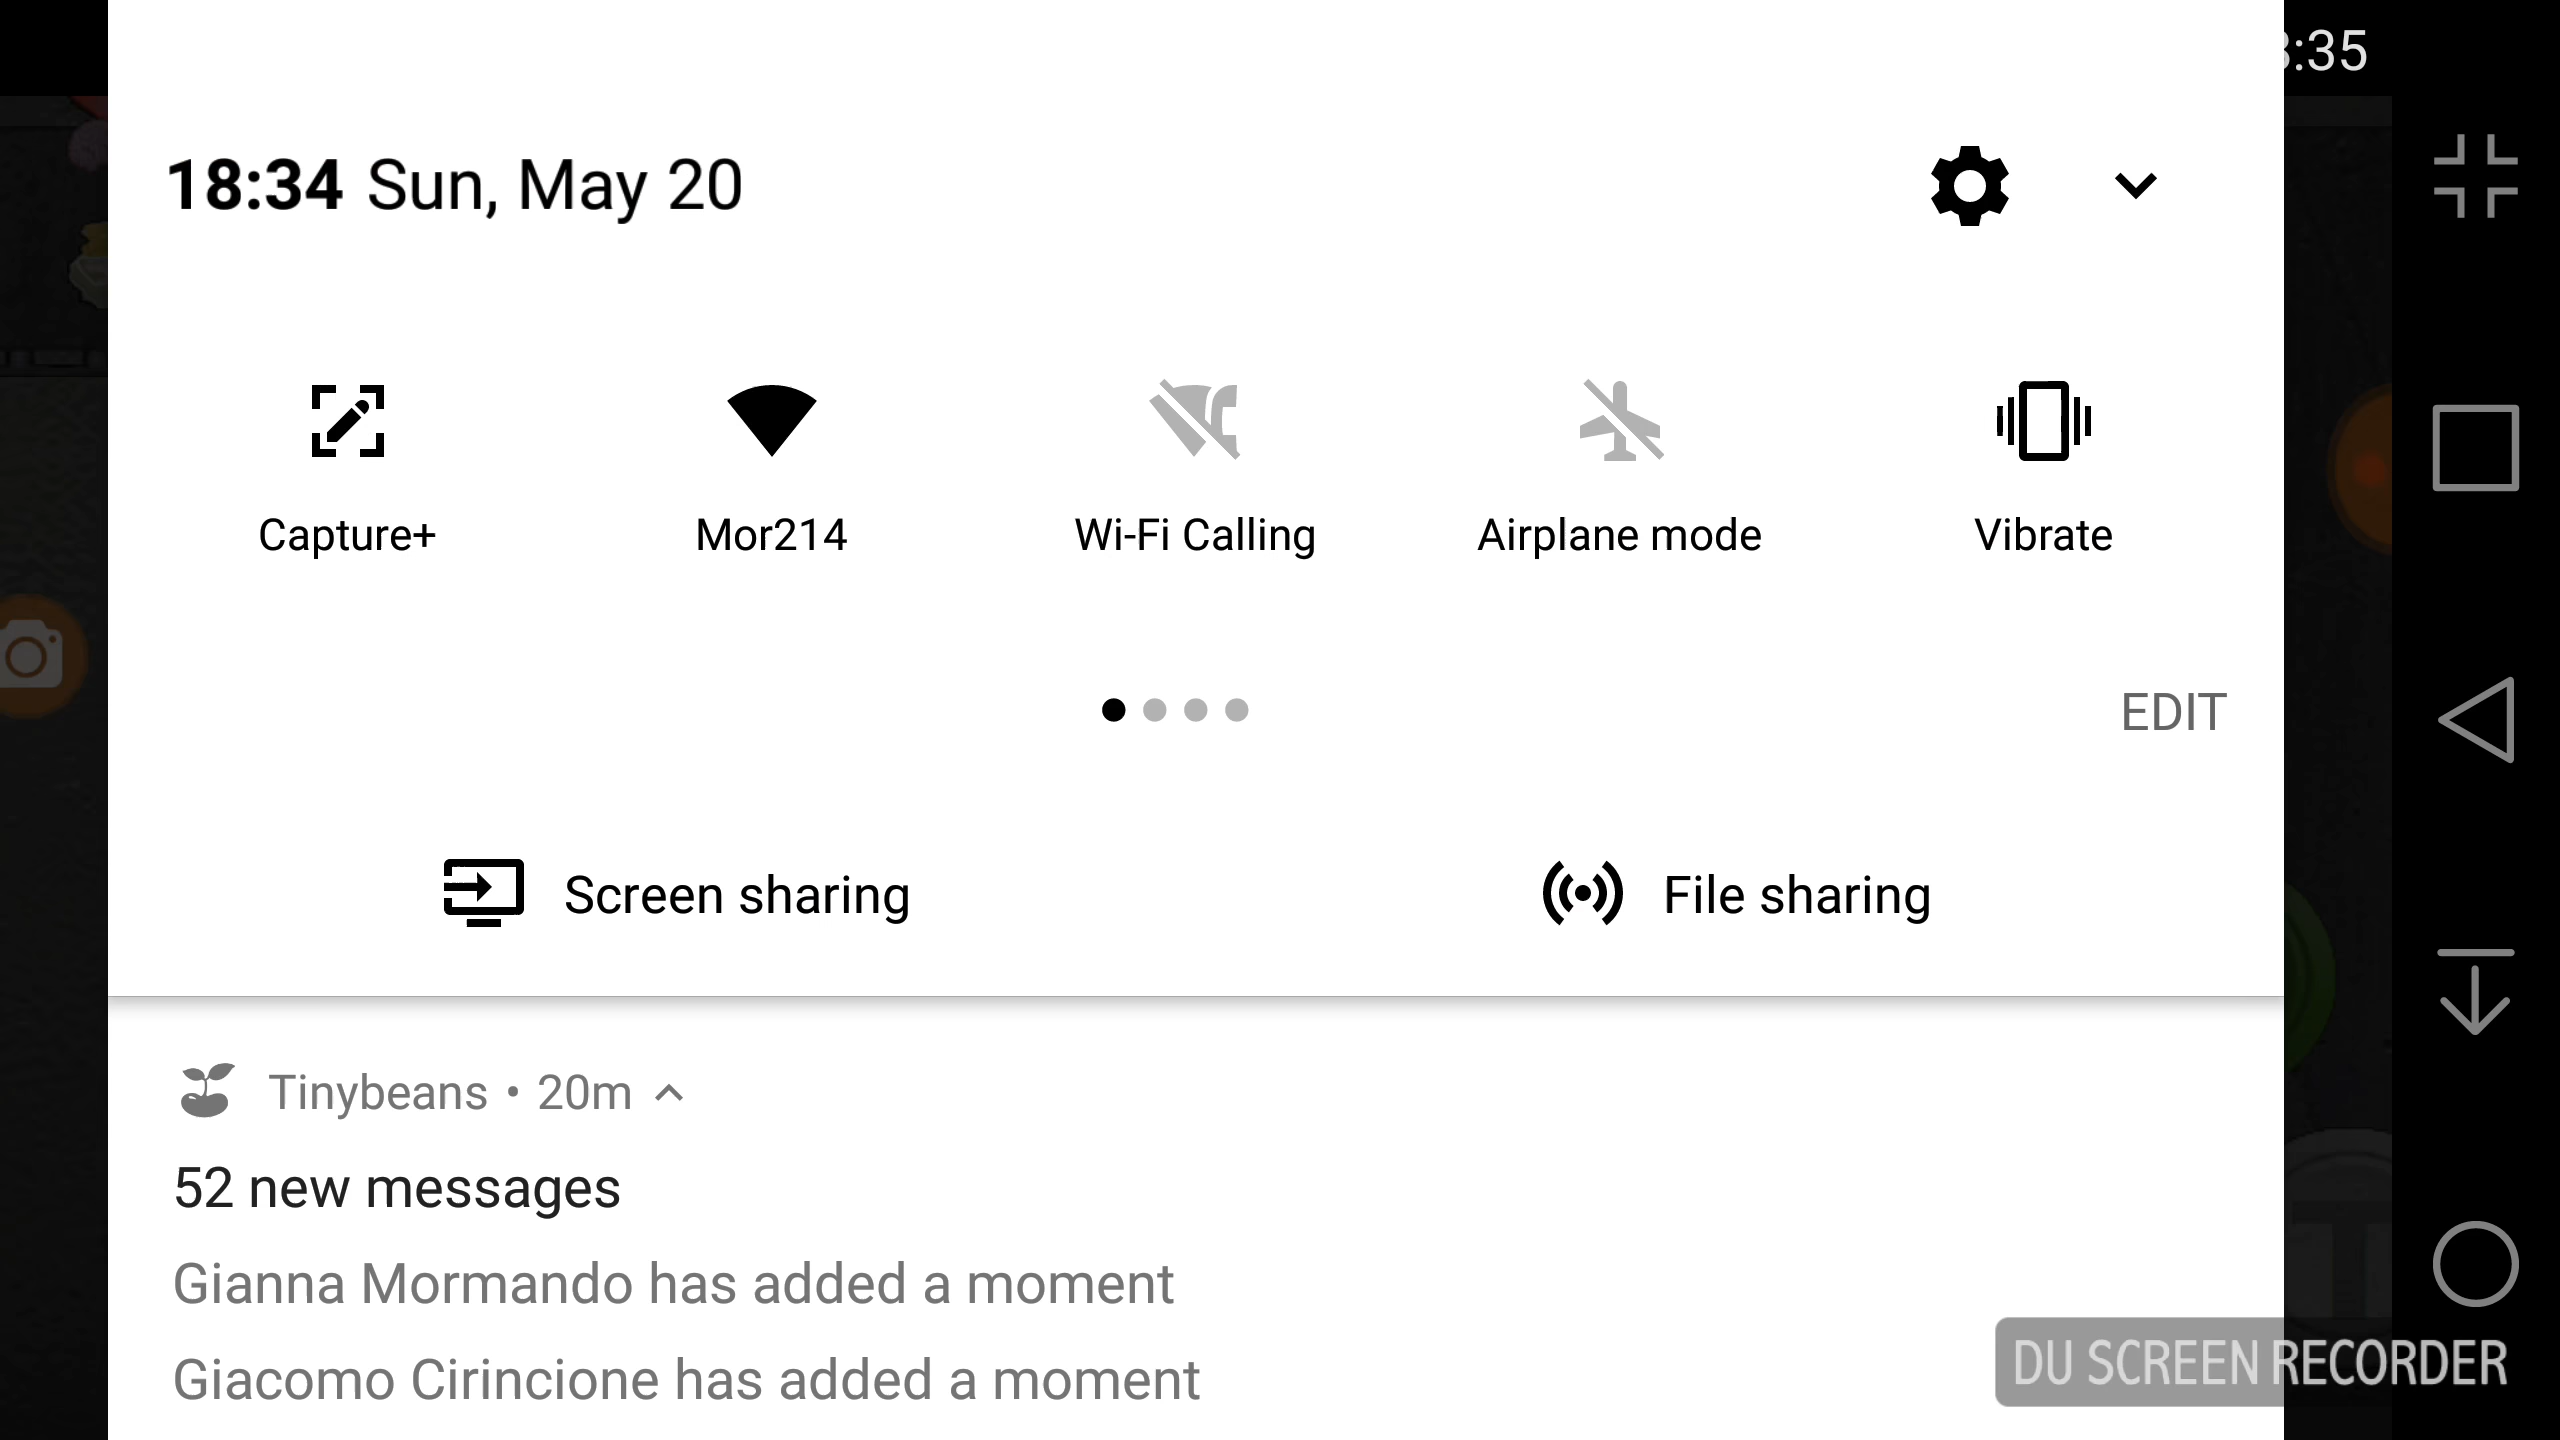 :35
18:34 Sun, May 20
Capture+
Mor214
Wi-Fi Calling
Airplane mode
Vibrate
EDIT
Screen sharing
File sharing
Tinybeans • 20m
52 new messages
Gianna Mormando has added a moment
Giacomo Cirincione has added a moment
DU SCREEN RECORDER